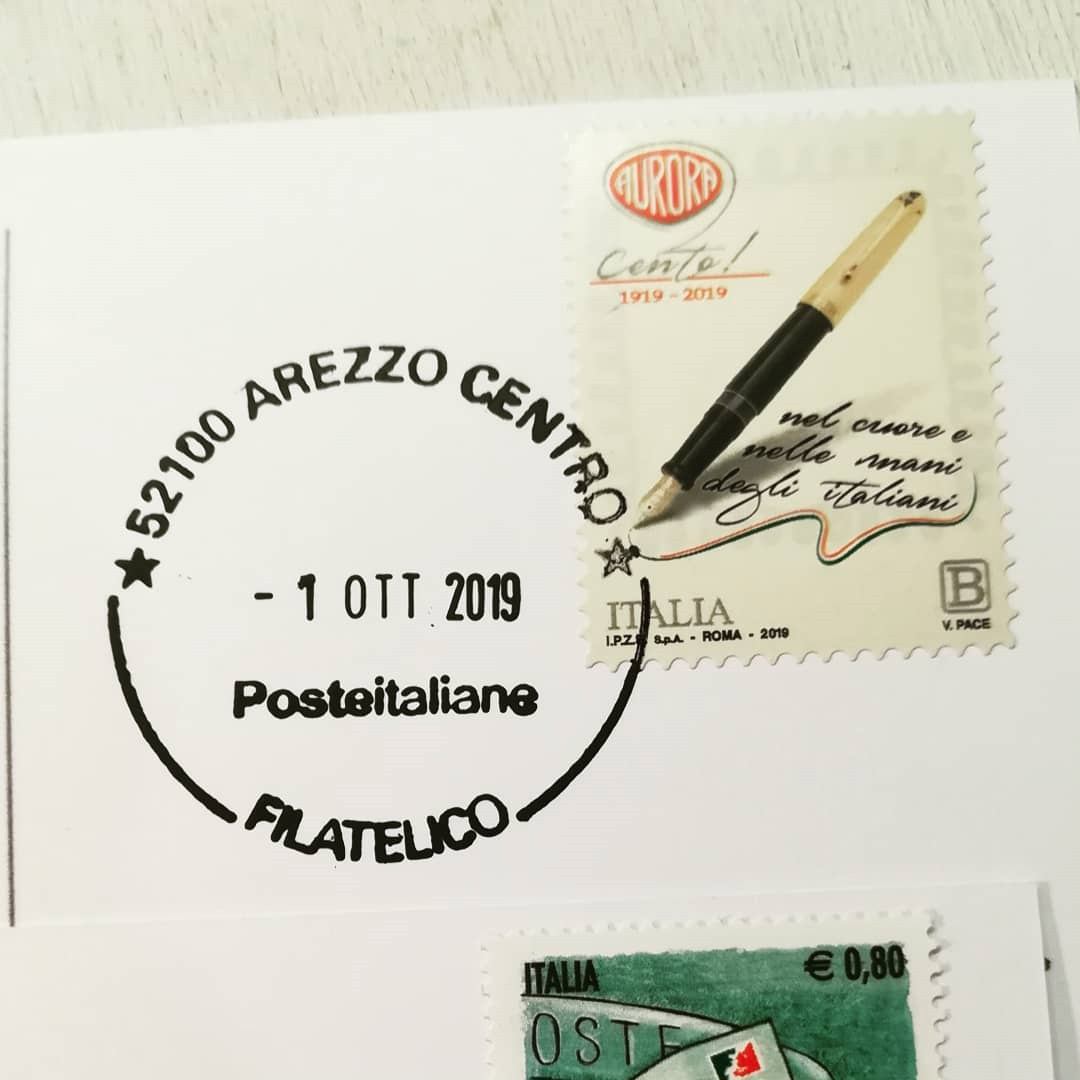 AURORA
Cento!
1919 - 2019
nel cuore e
nelle mani
degli italiani
B
ITALIA
V. PACE
I.P.Z.S. S.p.A. - ROMA - 2019
52100 AREZZO CENTRO
- 1 OTT. 2019
Posteitaliane
FILATELICO
ITALIA
€ 0,80
OSTE